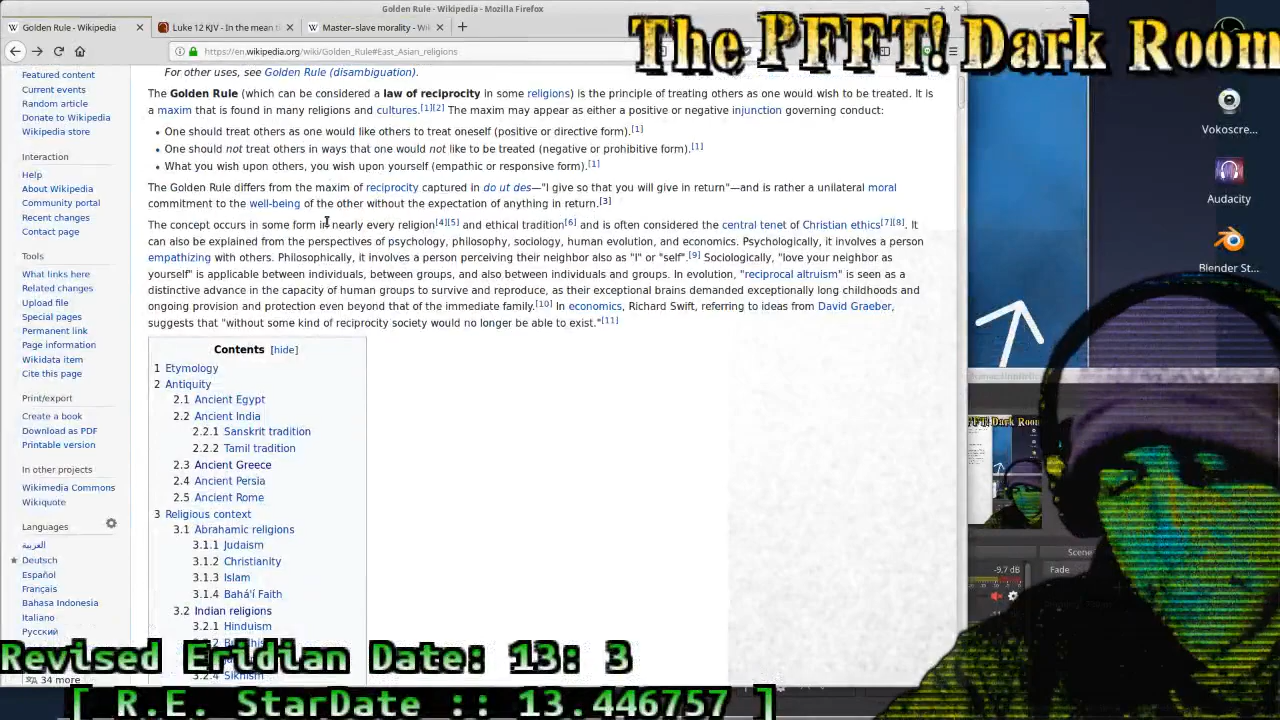 Golden Rule - Wikipedia - Mozilla Firefox
The PFFT! Dark Room
Golden Rule - Wikipedia
Luke 12 KJV - In the mean
Master–slave morality - Wiki
https://en.wikipedia.org/wiki/Golden_Rule#East_Asian_religions
Featured content
Current events
Random article
Donate to Wikipedia
Wikipedia store
Interaction
Help
About Wikipedia
Community portal
Recent changes
Contact page
Tools
What links here
Related changes
Upload file
Special pages
Permanent link
Page information
Wikidata item
Cite this page
Print/export
Create a book
Download as PDF
Printable version
In other projects
Wikimedia Commons
Wikiquote
Languages
العربية
Deutsch
Español
Français
Bahasa Indonesia
Italiano
Русский
34 more
For other uses, see Golden Rule (disambiguation).
The Golden Rule (which can be considered a law of reciprocity in some religions) is the principle of treating others as one would wish to be treated. It is
a maxim that is found in many religions and cultures.[1][2] The maxim may appear as either a positive or negative injunction governing conduct:
• One should treat others as one would like others to treat oneself (positive or directive form).[1]
• One should not treat others in ways that one would not like to be treated (negative or prohibitive form).[1]
• What you wish upon others, you wish upon yourself (empathic or responsive form).[1]
The Golden Rule differs from the maxim of reciprocity captured in do ut des—"I give so that you will give in return"—and is rather a unilateral moral
commitment to the well-being of the other without the expectation of anything in return.[3]
The concept occurs in some form in nearly every religion[4][5] and ethical tradition[6] and is often considered the central tenet of Christian ethics[7][8]. It
can also be explained from the perspectives of psychology, philosophy, sociology, human evolution, and economics. Psychologically, it involves a person
empathizing with others. Philosophically, it involves a person perceiving their neighbor also as "I" or "self".[9] Sociologically, "love your neighbor as
yourself" is applicable between individuals, between groups, and also between individuals and groups. In evolution, "reciprocal altruism" is seen as a
distinctive advance in the capacity of human groups to survive and reproduce, as their exceptional brains demanded exceptionally long childhoods and
ongoing provision and protection even beyond that of the immediate family.[10] In economics, Richard Swift, referring to ideas from David Graeber,
suggests that "without some kind of reciprocity society would no longer be able to exist."[11]
Contents [hide]
1 Etymology
2 Antiquity
2.1 Ancient Egypt
2.2 Ancient India
2.2.1 Sanskrit tradition
2.2.2 Tamil tradition
2.3 Ancient Greece
2.4 Ancient Persia
2.5 Ancient Rome
3 Religious context
3.1 Abrahamic religions
3.1.1 Judaism
3.1.2 Christianity
3.1.3 Islam
3.1.4 Bahá'í Faith
3.2 Indian religions
Hinduism
Vokoscre...
Audacity
Blender St...
Scene
-9.7 dB
Fade